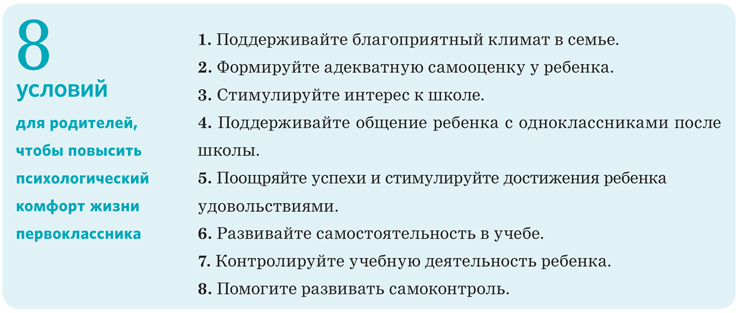 8
условий
для родителей,
чтобы повысить
психологический
комфорт жизни
первоклассника
1. Поддерживайте благоприятный климат в семье.
2. Формируйте адекватную самооценку у ребенка.
3. Стимулируйте интерес к школе.
4. Поддерживайте общение ребенка с одноклассниками после
школы.
5. Поощряйте успехи и стимулируйте достижения ребенка
удовольствиями.
6. Развивайте самостоятельность в учебе.
7. Контролируйте учебную деятельность ребенка.
8. Помогите развивать самоконтроль.